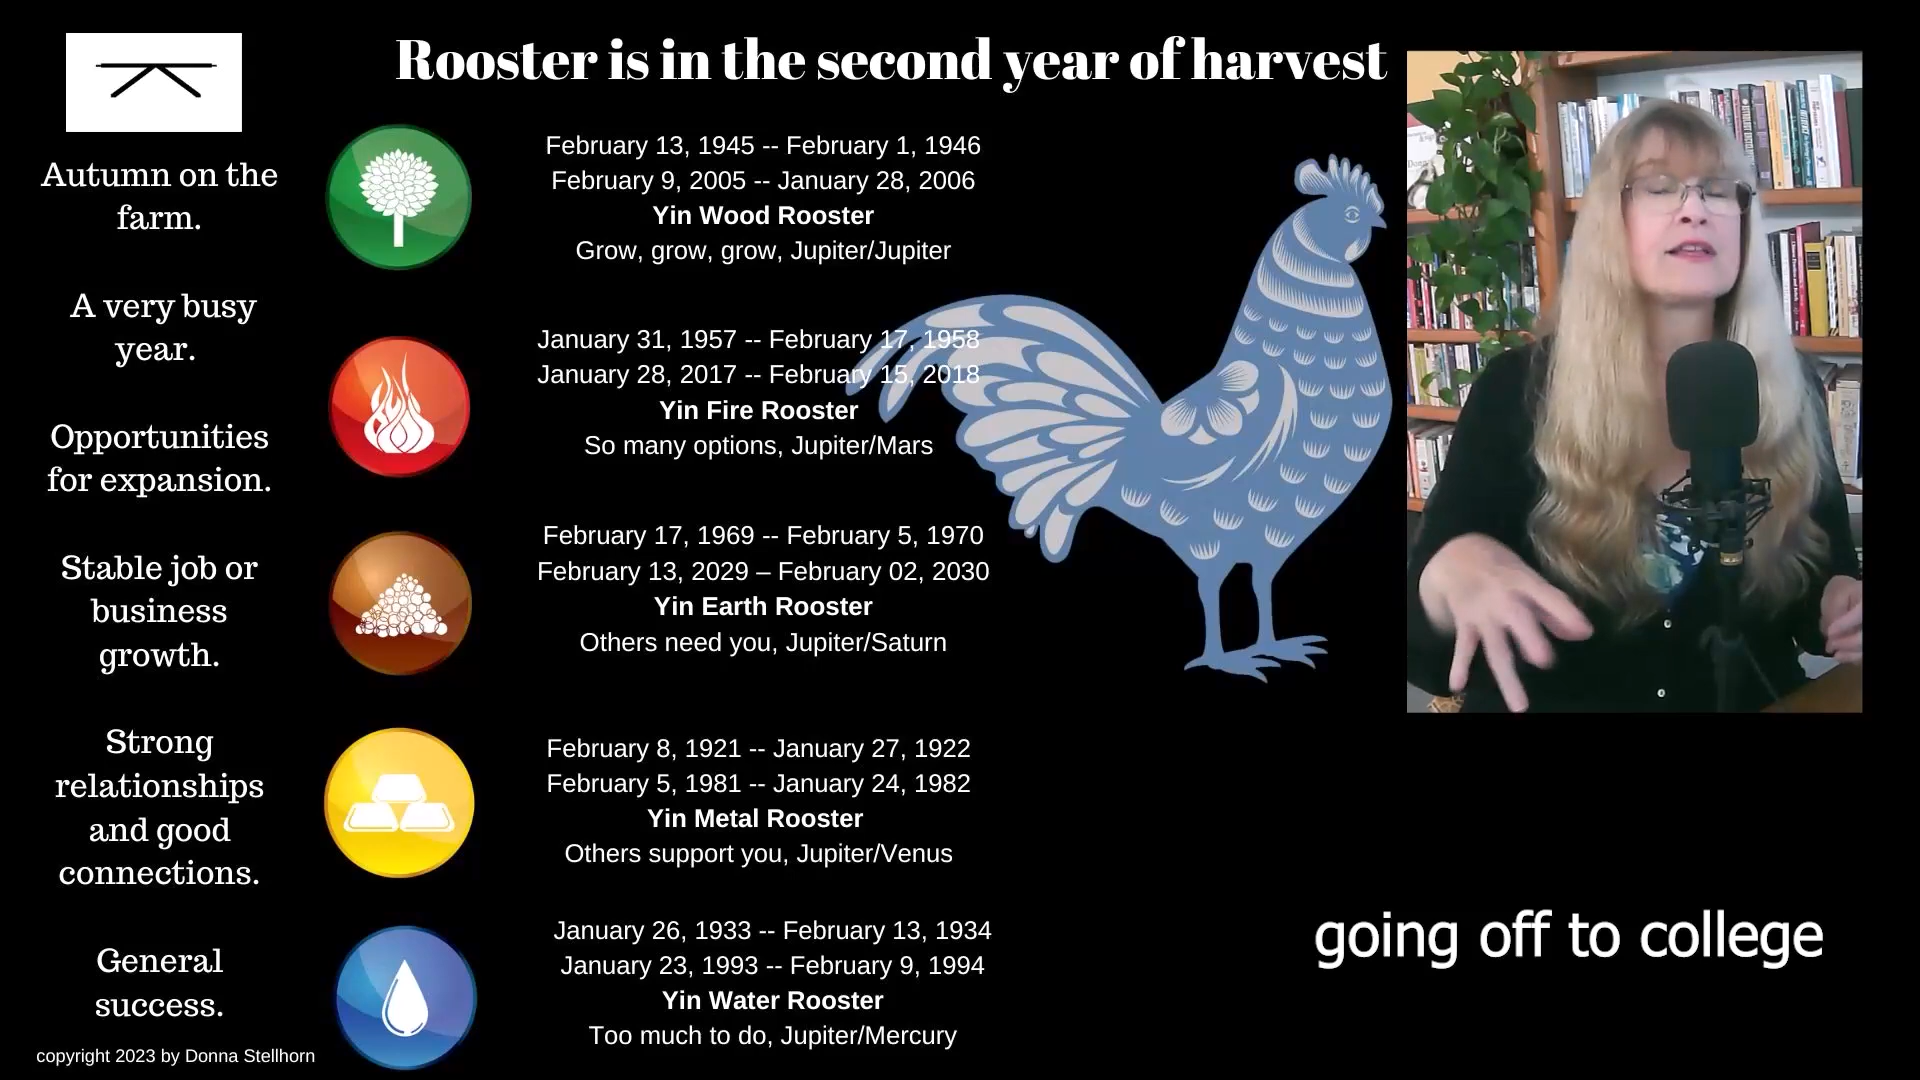 Rooster is in the second year of harvest
Autumn on the
farm.
A very busy
year.
Opportunities
for expansion.
Stable job or
business
growth.
Strong
relationships
and good
connections.
General
success.
copyright 2023 by Donna Stellhorn
February 13, 1945 -- February 1, 1946
February 9, 2005 -- January 28, 2006
Yin Wood Rooster
Grow, grow, grow, Jupiter/Jupiter
January 31, 1957 -- February 17, 1958
January 28, 2017 -- February 15, 2018
Yin Fire Rooster
So many options, Jupiter/Mars
February 17, 1969 -- February 5, 1970
February 13, 2029 – February 02, 2030
Yin Earth Rooster
Others need you, Jupiter/Saturn
February 8, 1921 -- January 27, 1922
February 5, 1981 -- January 24, 1982
Yin Metal Rooster
Others support you, Jupiter/Venus
January 26, 1933 -- February 13, 1934
January 23, 1993 -- February 9, 1994
Yin Water Rooster
Too much to do, Jupiter/Mercury
going off to college